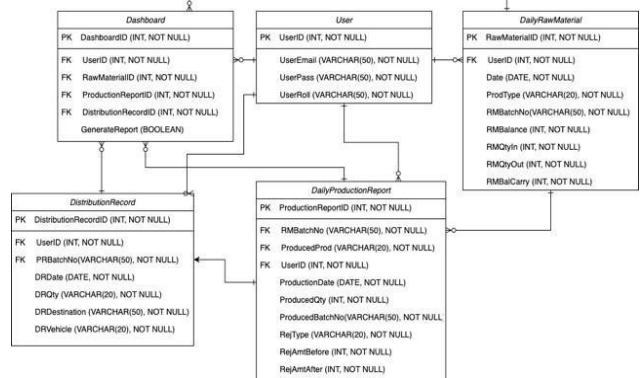 Dashboard
PK DashboardID (INT, NOT NULL)
FK UserID (INT, NOT NULL)
FK RawMaterialID (INT, NOT NULL)
FK ProductionReportID (INT, NOT NULL)
FK DistributionRecordID (INT, NOT NULL)
GenerateReport (BOOLEAN)
User
PK UserID (INT, NOT NULL)
UserEmail (VARCHAR(50), NOT NULL)
UserPass (VARCHAR(50), NOT NULL)
UserRoll (VARCHAR(50), NOT NULL)
DailyRawMaterial
PK RawMaterialID (INT, NOT NULL)
FK UserID (INT, NOT NULL)
Date (DATE, NOT NULL)
ProdType (VARCHAR(20), NOT NULL)
RMBatchNo(VARCHAR(50), NOT NULL)
RMBalance (INT, NOT NULL)
RMQtyIn (INT, NOT NULL)
RMQtyOut (INT, NOT NULL)
RMBalCarry (INT, NOT NULL)
DistributionRecord
PK DistributionRecordID (INT, NOT NULL)
FK UserID (INT, NOT NULL)
FK PRBatchNo(VARCHAR(50), NOT NULL)
DRDate (DATE, NOT NULL)
DRQty (VARCHAR(20), NOT NULL)
DRDestination (VARCHAR(50), NOT NULL)
DRVehicle (VARCHAR(20), NOT NULL)
DailyProductionReport
PK ProductionReportID (INT, NOT NULL)
FK RMBatchNo (VARCHAR(50), NOT NULL)
FK ProducedProd (VARCHAR(20), NOT NULL)
FK UserID (INT, NOT NULL)
ProductionDate (DATE, NOT NULL)
ProducedQty (INT, NOT NULL)
ProducedBatchNo(VARCHAR(50), NOT NULL)
RejType (VARCHAR(20), NOT NULL)
RejAmtBefore (INT, NOT NULL)
RejAmtAfter (INT, NOT NULL)